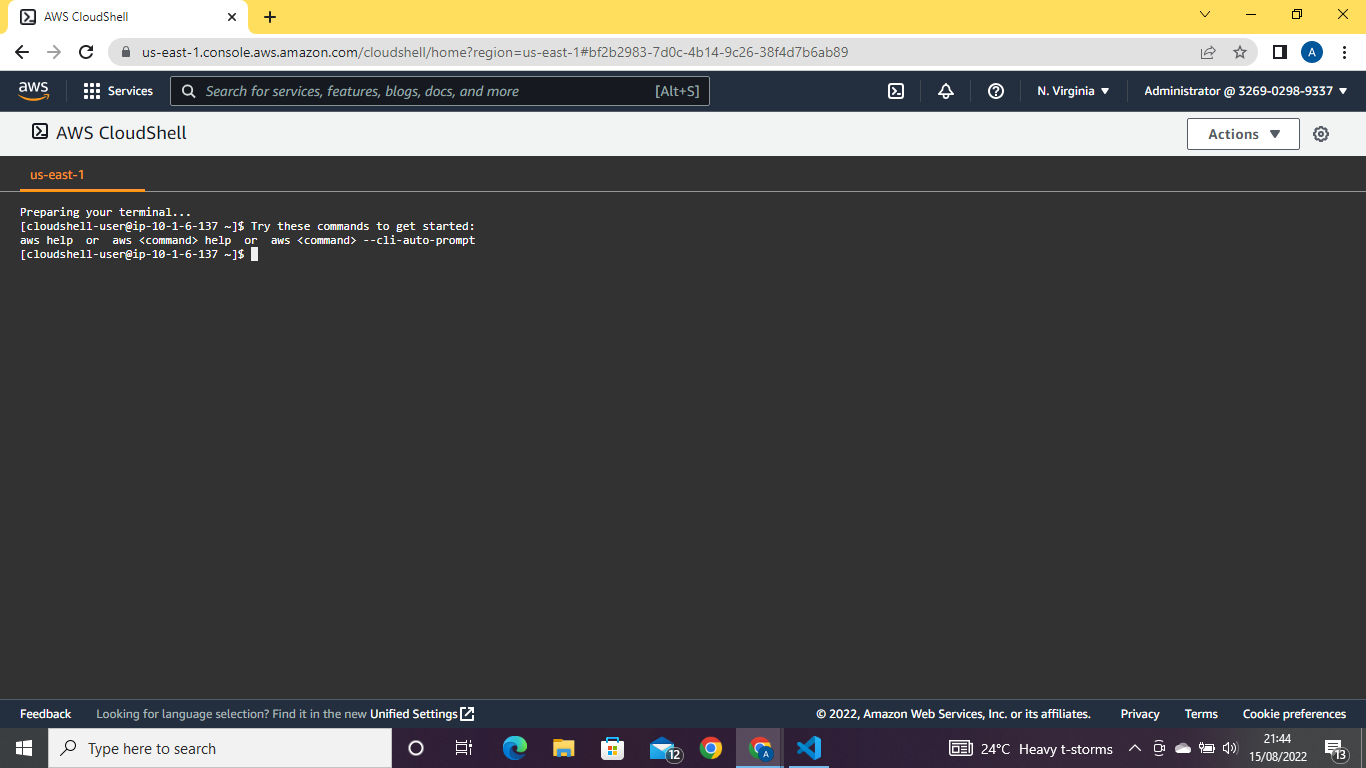 AWS CloudShell
us-east-1.console.aws.amazon.com/cloudshell/home?region=us-east-1#bf2b2983-7d0c-4b14-9c26-38f4d7b6ab89
A
aws
Services
Search for services, features, blogs, docs, and more
[Alt+S]
N. Virginia
Administrator @ 3269-0298-9337
AWS CloudShell
Actions
us-east-1
Preparing your terminal...
[cloudshell-user@ip-10-1-6-137 ~]$ Try these commands to get started:
aws help  or  aws <command> help  or  aws <command> --cli-auto-prompt
[cloudshell-user@ip-10-1-6-137 ~]$
Feedback
Looking for language selection? Find it in the new Unified Settings
© 2022, Amazon Web Services, Inc. or its affiliates.
Privacy
Terms
Cookie preferences
Type here to search
12
A
24°C Heavy t-storms
21:44
15/08/2022
13